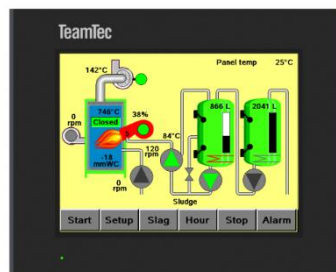 TeamTec
Panel temp 25°C
142°C
866 L 2041 L
0
rpm
748°C
Closed
38%
84°C
120
rpm
-18
mmWC
0
rpm
Sludge
Start Setup Slag Hour Stop Alarm